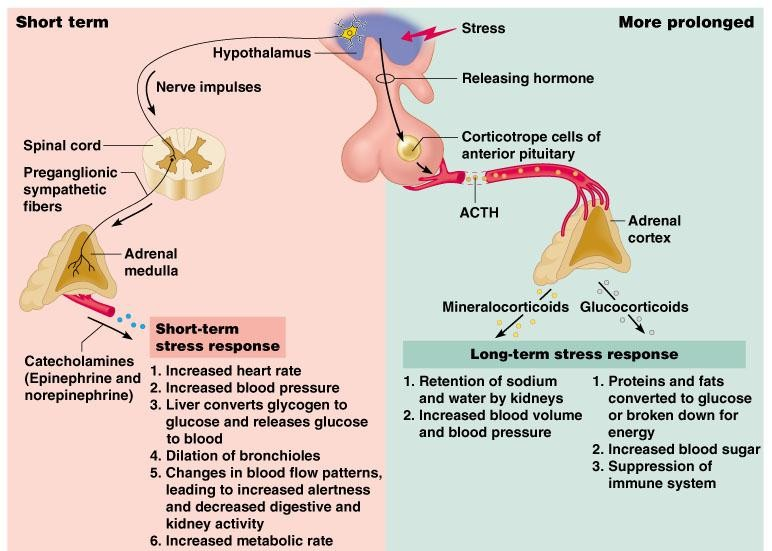 Short term
More prolonged
Stress
Hypothalamus
Releasing hormone
Nerve impulses
Corticotrope cells of
anterior pituitary
Spinal cord
Preganglionic
sympathetic
fibers
ACTH
Adrenal
cortex
Adrenal
medulla
Mineralocorticoids
Glucocorticoids
Catecholamines
(Epinephrine and
norepinephrine)
Short-term
stress response
1. Increased heart rate
2. Increased blood pressure
3. Liver converts glycogen to
glucose and releases glucose
to blood
4. Dilation of bronchioles
5. Changes in blood flow patterns,
leading to increased alertness
and decreased digestive and
kidney activity
6. Increased metabolic rate
Long-term stress response
1. Retention of sodium
and water by kidneys
2. Increased blood volume
and blood pressure
1. Proteins and fats
converted to glucose
or broken down for
energy
2. Increased blood sugar
3. Suppression of
immune system